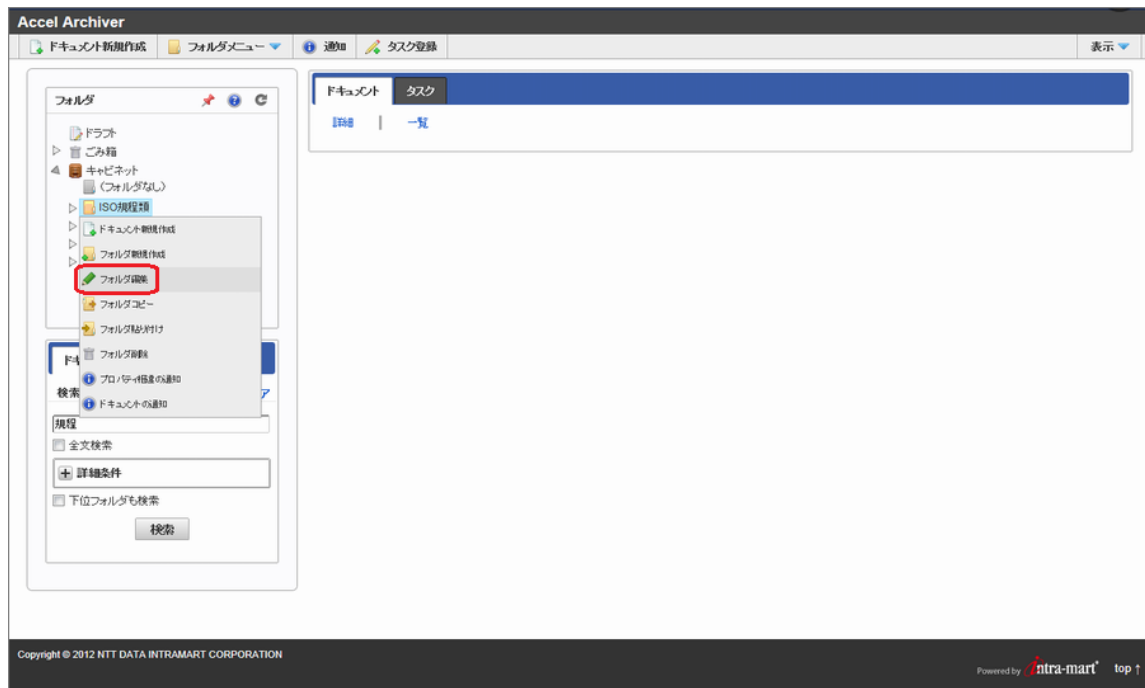 Accel Archiver
ドキュメント新規作成 フォルダメニュー 通知 タスク登録 表示
フォルダ
ドラフト
ごみ箱
キャビネット
(フォルダなし)
ISO規程類
ドキュメント新規作成
フォルダ新規作成
フォルダ編集
フォルダコピー
フォルダ貼り付け
フォルダ削除
プロパティ格差の通知
ドキュメントの通知
検索
規程
全文検索
詳細条件
下位フォルダも検索
検索
ドキュメント タスク
詳細 | 一覧
Copyright © 2012 NTT DATA INTRAMART CORPORATION
Powered by intra-mart top ↑